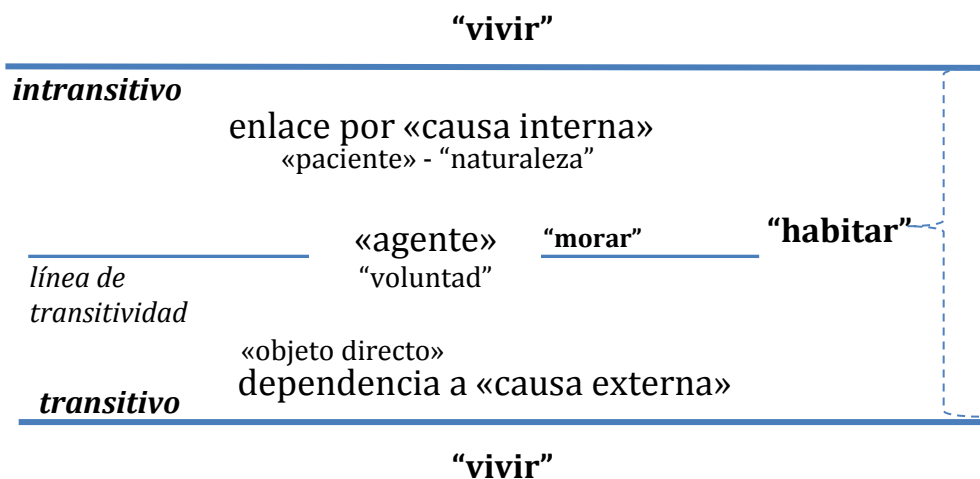 “vivir”
intransitivo
enlace por «causa interna»
«paciente» - “naturaleza”
«agente»
“morar”
“habitar”
“voluntad”
línea de
transitividad
«objeto directo»
dependencia a «causa externa»
transitivo
“vivir”